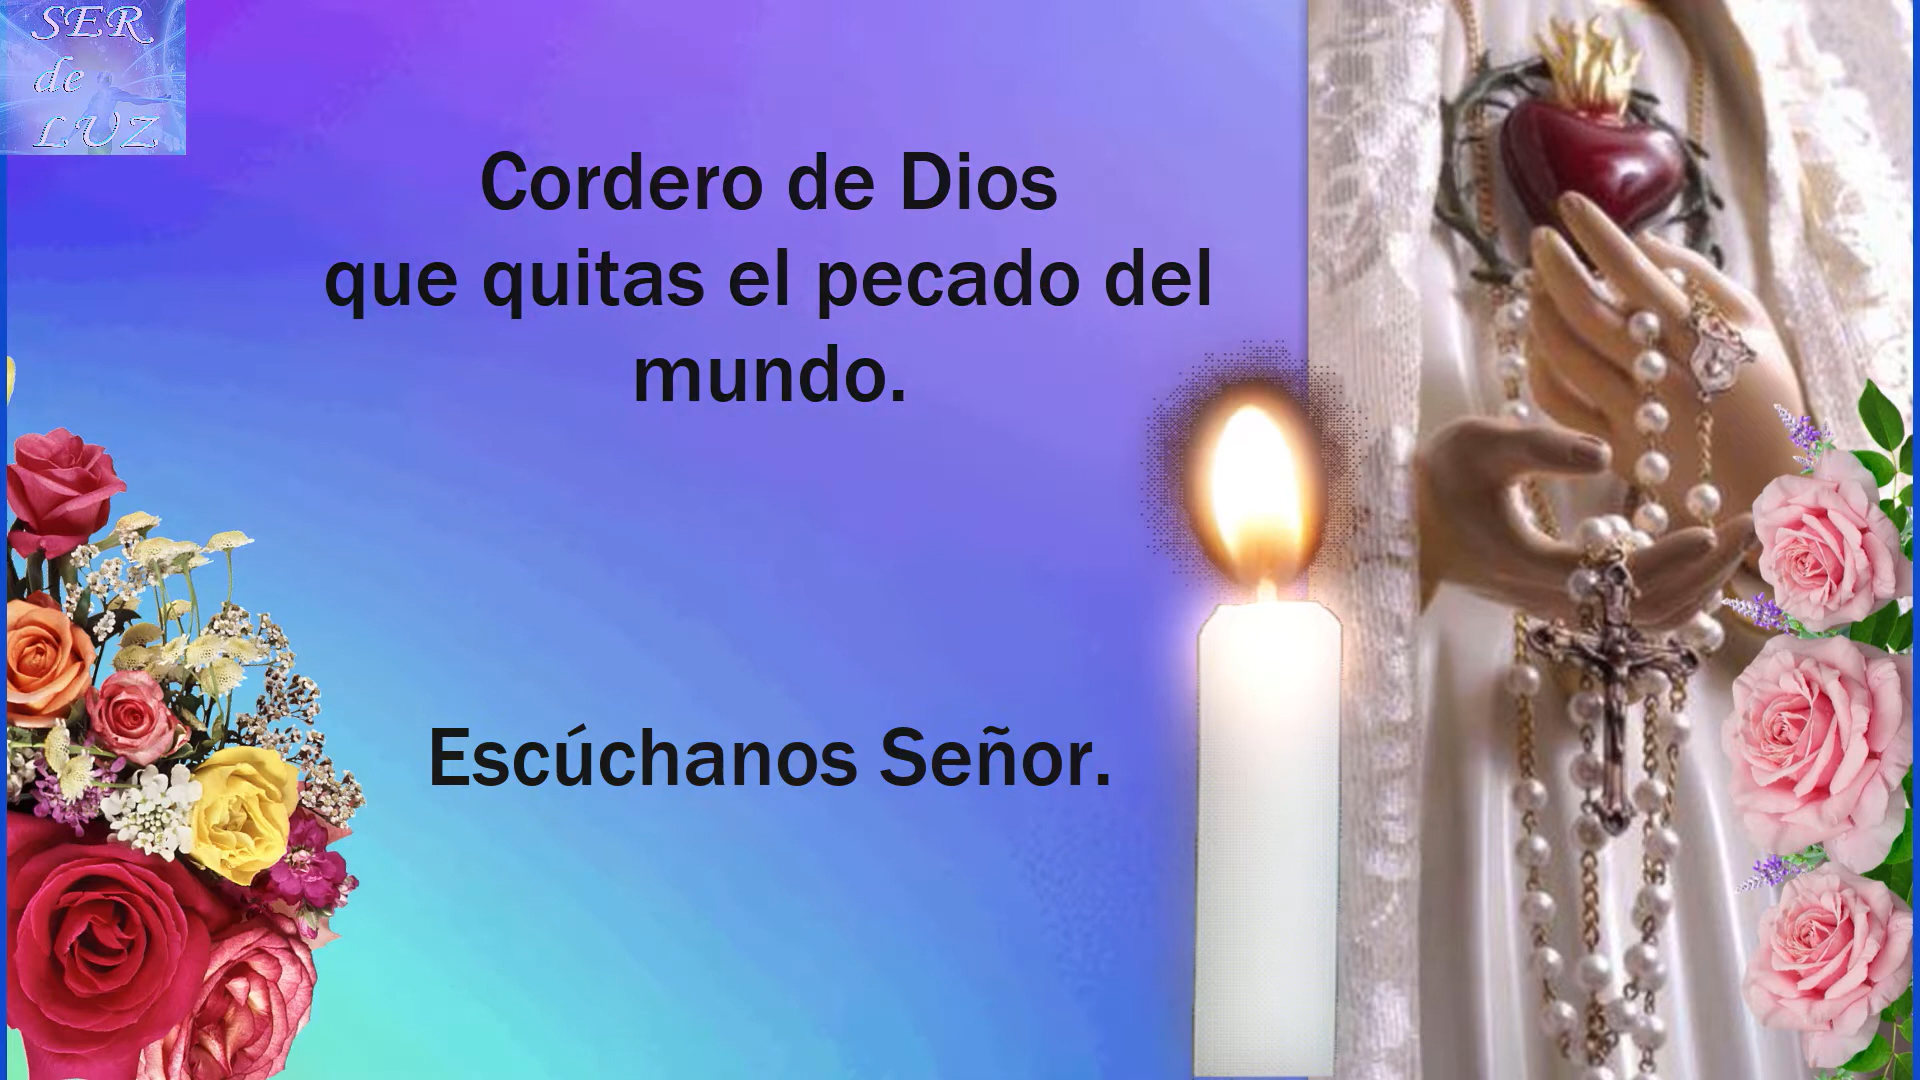 SER
de
LUZ
Cordero de Dios
que quitas el pecado del
mundo.
Escúchanos Señor.